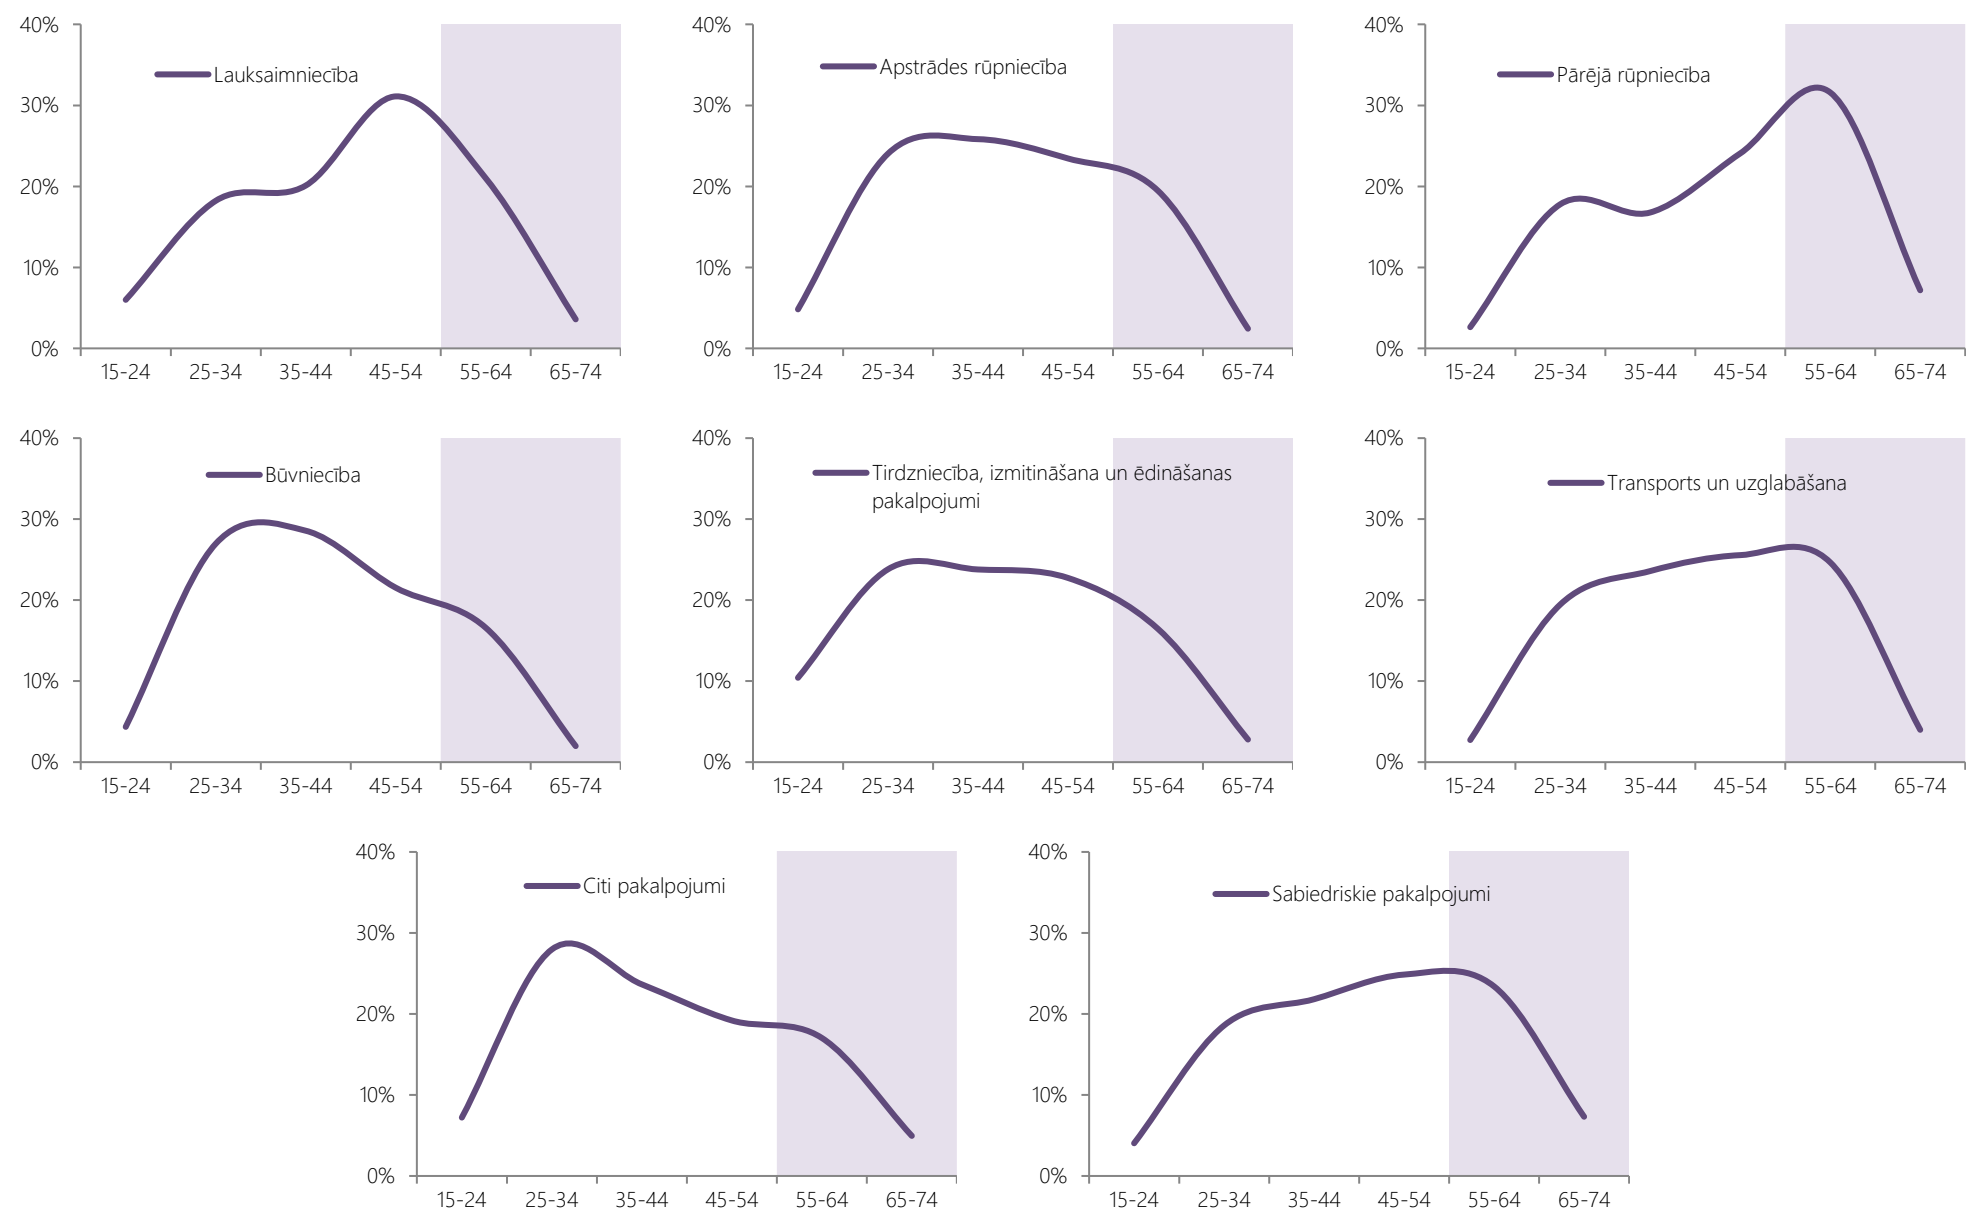 40%
Lauksaimniecība
30%
20%
10%
0%
15-24 25-34 35-44 45-54 55-64 65-74
40%
Apstrādes rūpniecība
30%
20%
10%
0%
15-24 25-34 35-44 45-54 55-64 65-74
40%
Pārējā rūpniecība
30%
20%
10%
0%
15-24 25-34 35-44 45-54 55-64 65-74
40%
Būvniecība
30%
20%
10%
0%
15-24 25-34 35-44 45-54 55-64 65-74
40%
Tirdzniecība, izmitināšana un ēdināšanas
pakalpojumi
30%
20%
10%
0%
15-24 25-34 35-44 45-54 55-64 65-74
40%
Transports un uzglabāšana
30%
20%
10%
0%
15-24 25-34 35-44 45-54 55-64 65-74
40%
Citi pakalpojumi
30%
20%
10%
0%
15-24 25-34 35-44 45-54 55-64 65-74
40%
Sabiedriskie pakalpojumi
30%
20%
10%
0%
15-24 25-34 35-44 45-54 55-64 65-74